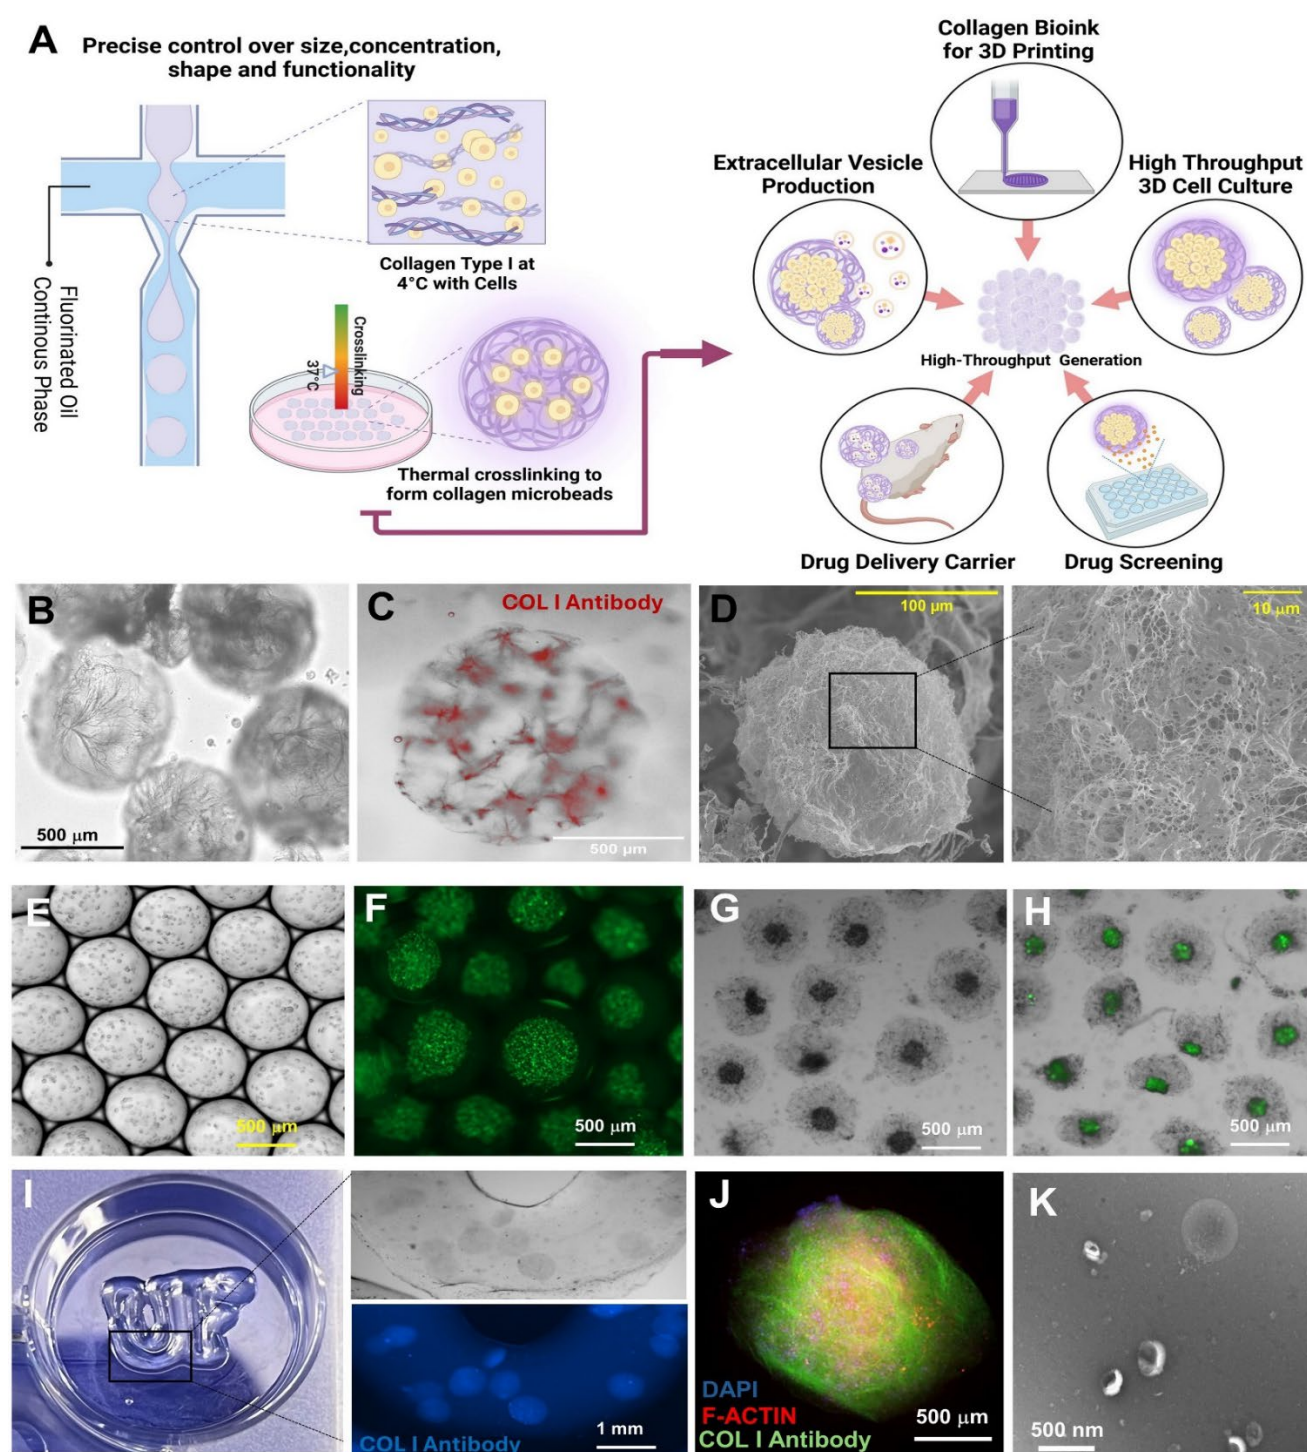 A
Precise control over size,concentration,
shape and functionality
Fluorinated Oil
Continous Phase
Collagen Type I at
4°C with Cells
Crosslinking
37°C
Thermal crosslinking to
form collagen microbeads
Collagen Bioink
for 3D Printing
Extracellular Vesicle
Production
High Throughput
3D Cell Culture
High-Throughput Generation
Drug Delivery Carrier
Drug Screening
B
500 μm
C
COL I Antibody
500 μm
D
100 μm
10 μm
E
500 μm
F
500 μm
G
500 μm
H
500 μm
I
UTF
COL I Antibody
1 mm
J
DAPI
F-ACTIN
COL I Antibody
500 μm
K
500 nm